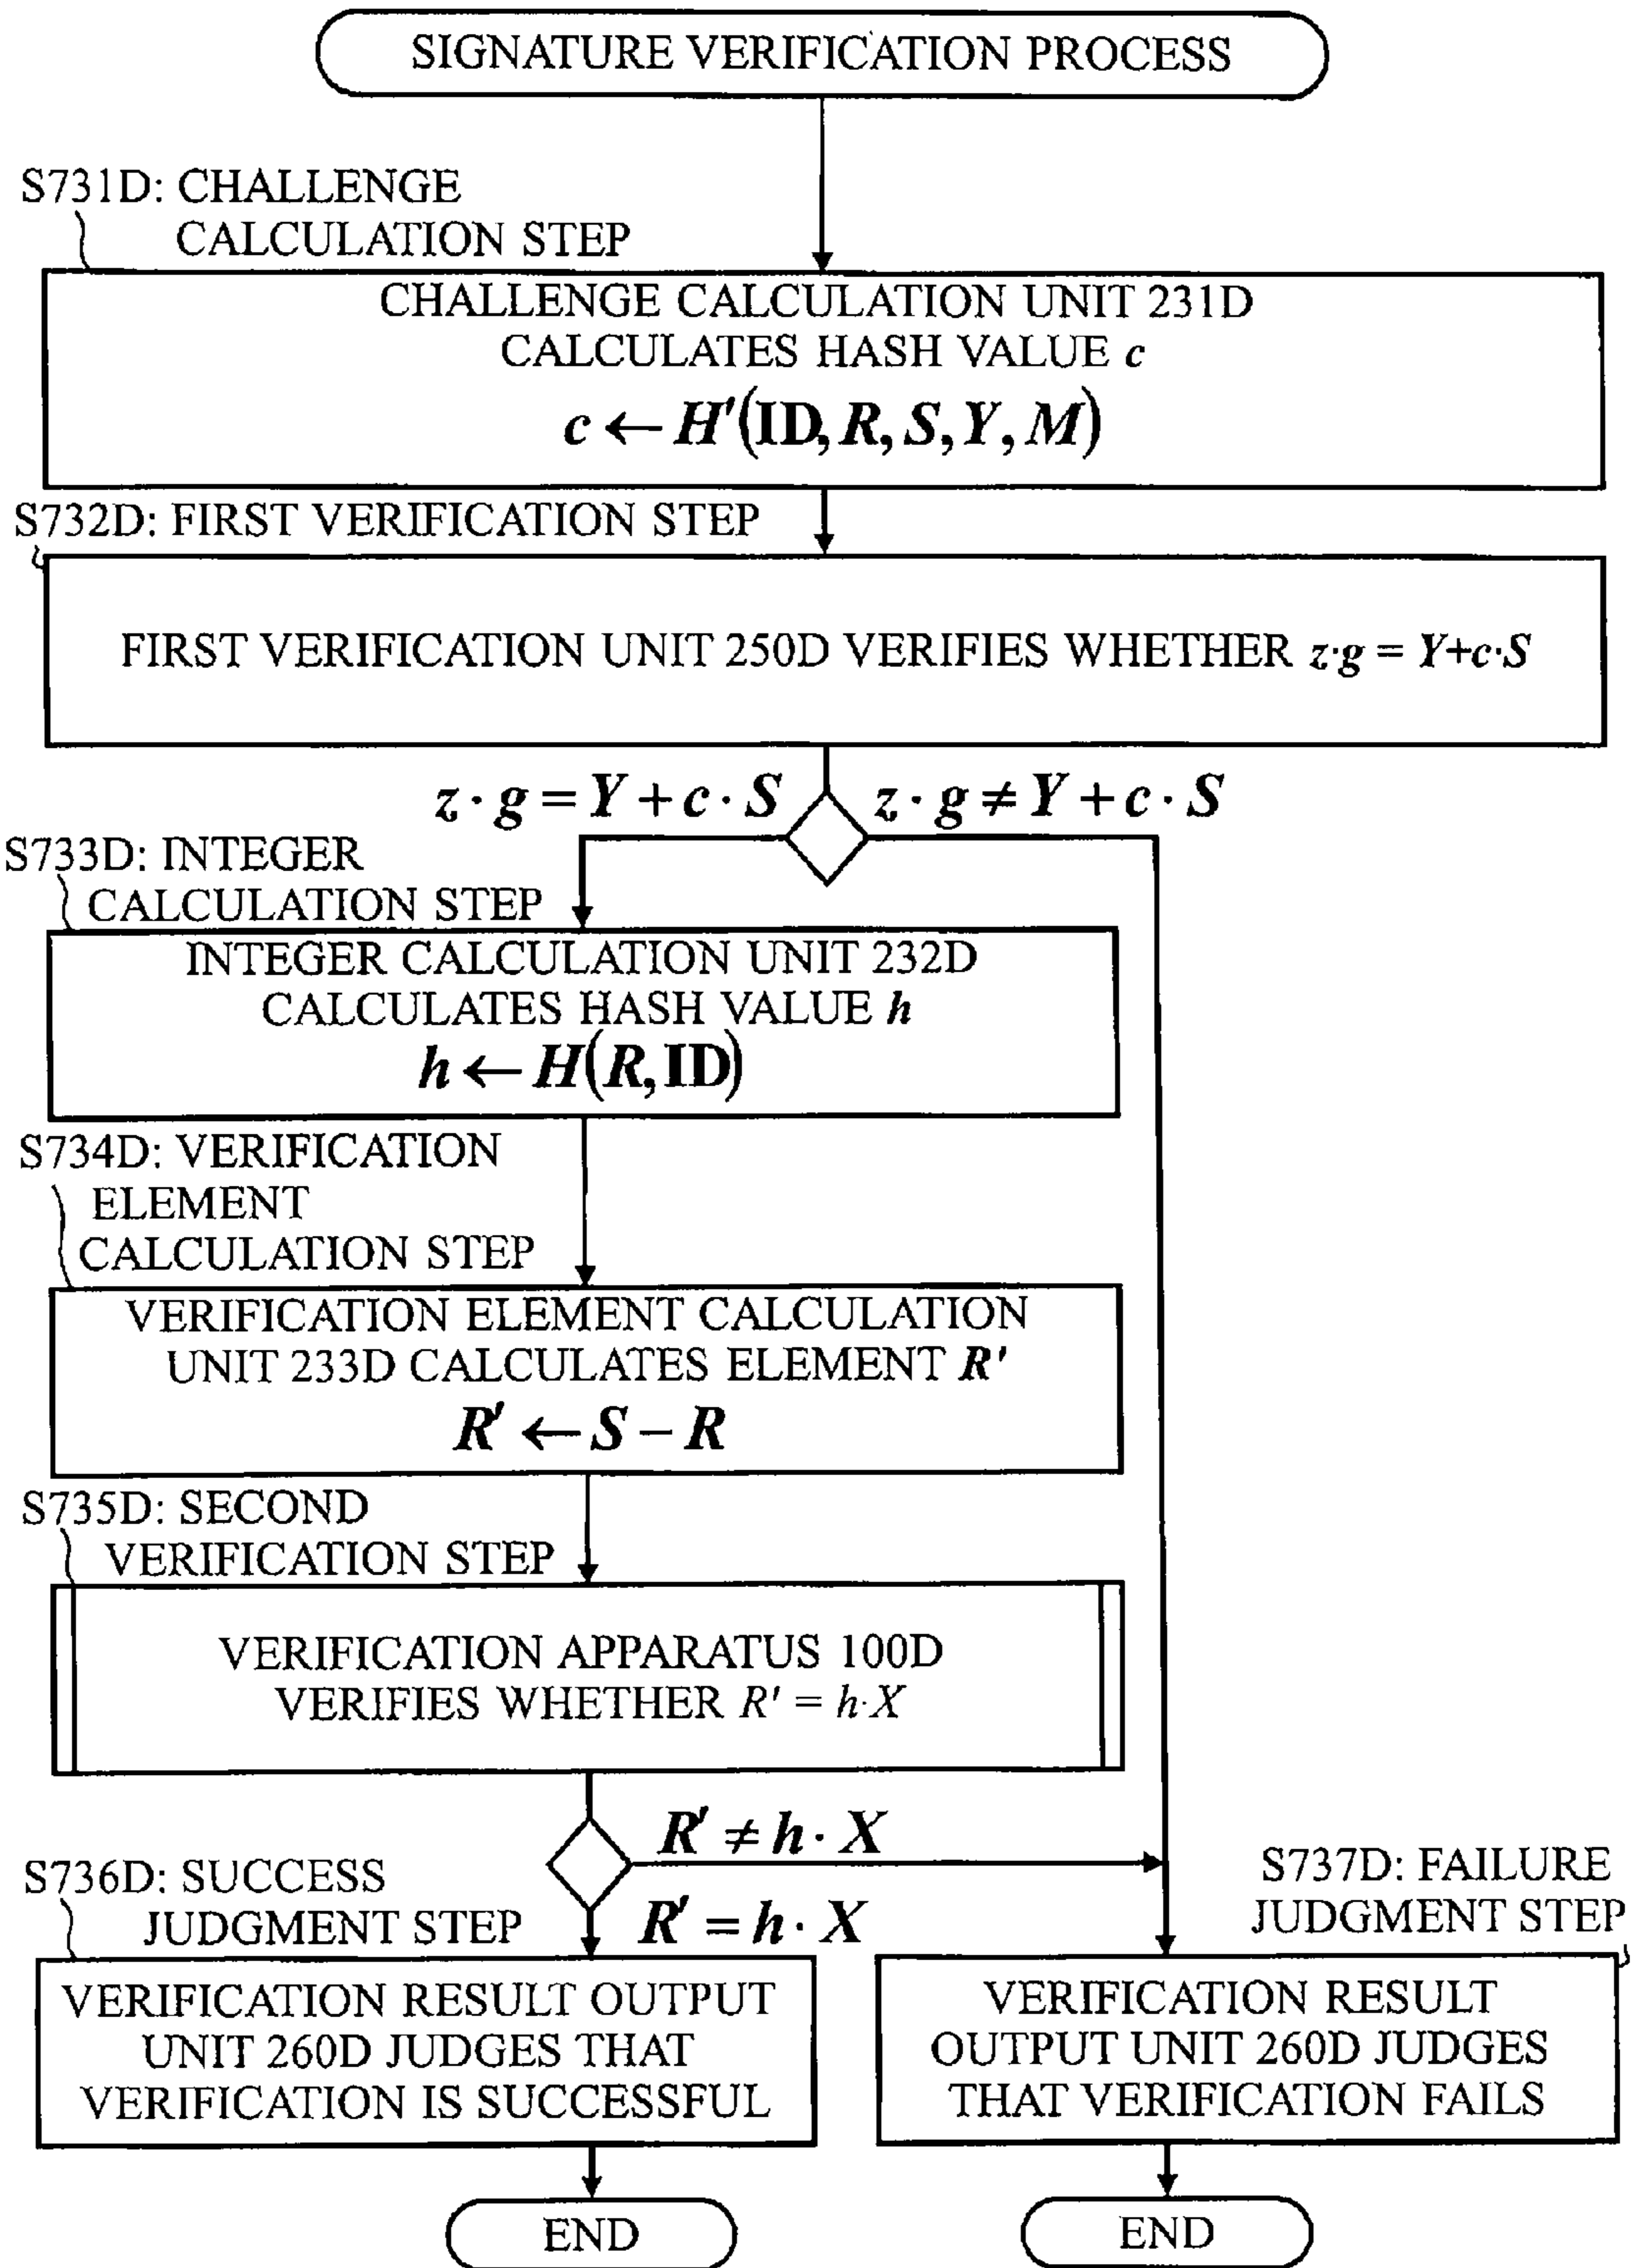 SIGNATURE VERIFICATION PROCESS
S731D: CHALLENGE
CALCULATION STEP
CHALLENGE CALCULATION UNIT 231D
CALCULATES HASH VALUE c
c ← H′(ID, R, S, Y, M)
S732D: FIRST VERIFICATION STEP
FIRST VERIFICATION UNIT 250D VERIFIES WHETHER z·g = Y+c·S
z · g = Y + c · S
z · g ≠ Y + c · S
S733D: INTEGER
CALCULATION STEP
INTEGER CALCULATION UNIT 232D
CALCULATES HASH VALUE h
h ← H(R, ID)
S734D: VERIFICATION
ELEMENT
CALCULATION STEP
VERIFICATION ELEMENT CALCULATION
UNIT 233D CALCULATES ELEMENT R'
R′ ← S − R
S735D: SECOND
VERIFICATION STEP
VERIFICATION APPARATUS 100D
VERIFIES WHETHER R' = h·X
R′ ≠ h · X
R′ = h · X
S736D: SUCCESS
JUDGMENT STEP
VERIFICATION RESULT OUTPUT
UNIT 260D JUDGES THAT
VERIFICATION IS SUCCESSFUL
END
S737D: FAILURE
JUDGMENT STEP
VERIFICATION RESULT
OUTPUT UNIT 260D JUDGES
THAT VERIFICATION FAILS
END